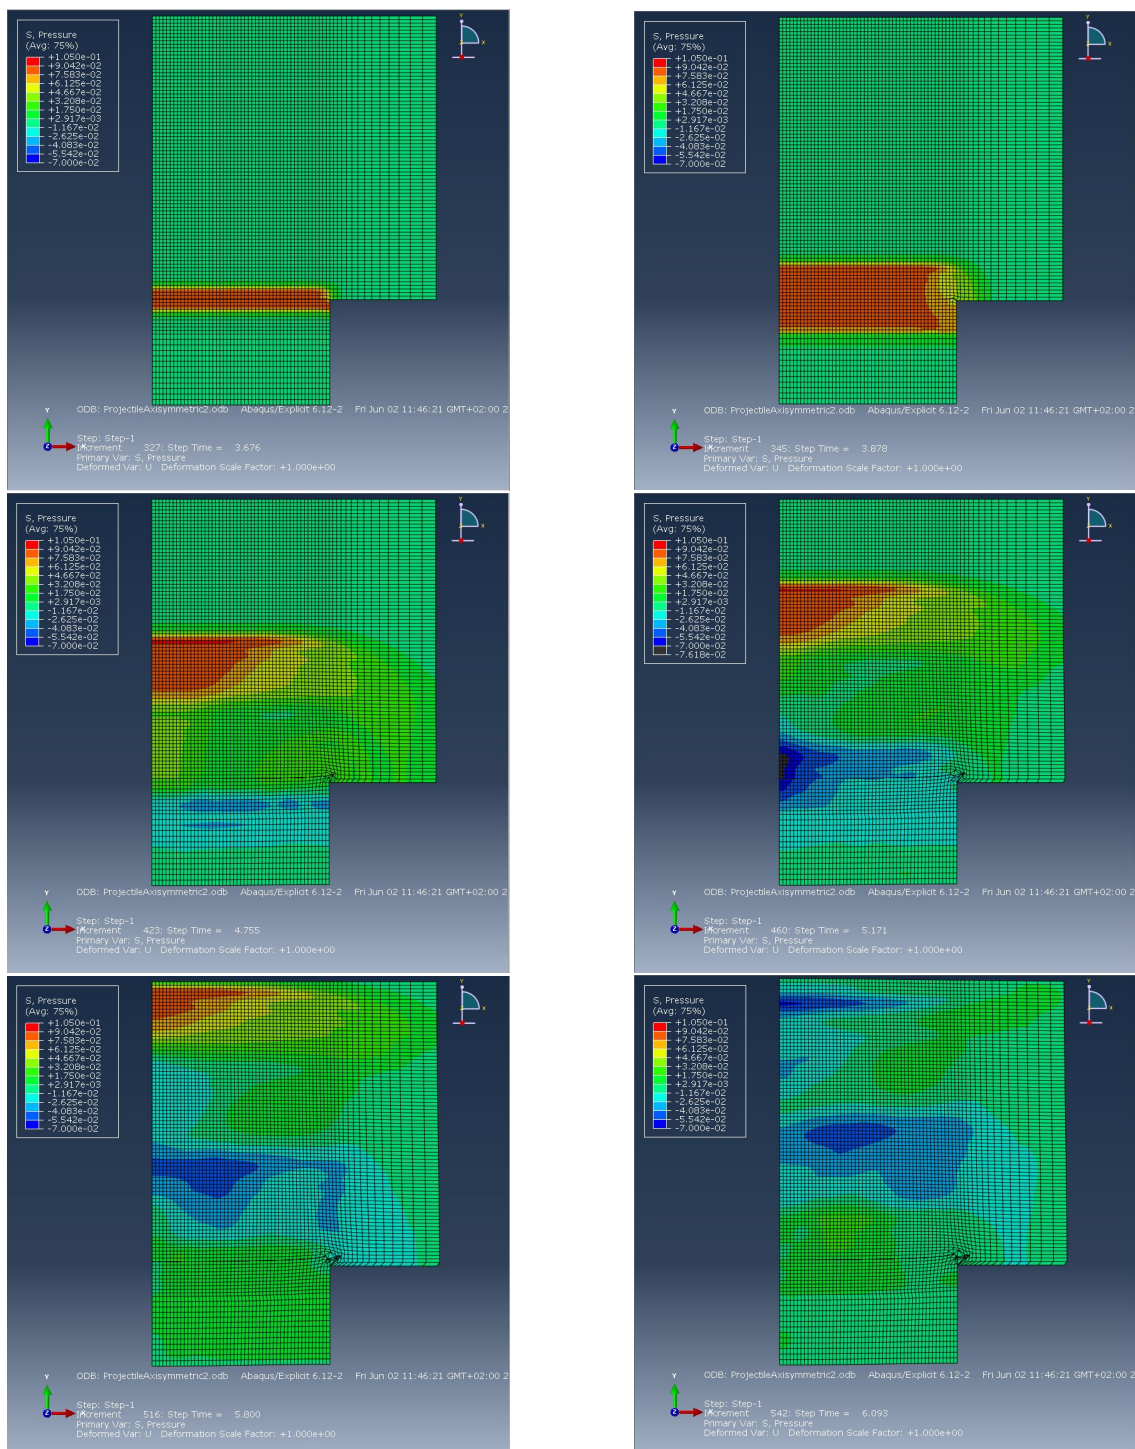 S, Pressure
(Avg: 75%)
+1.050e-01
+9.042e-02
+7.583e-02
+6.125e-02
+4.667e-02
+3.208e-02
+1.750e-02
+2.917e-03
-1.167e-02
-2.625e-02
-4.083e-02
-5.542e-02
-7.000e-02
Y
X
Y
Z
ODB: ProjectileAxisymmetric2.odb Abaqus/Explicit 6.12-2 Fri Jun 02 11:46:21 GMT+02:00 2
Step: Step-1
Increment 327: Step Time = 3.676
Primary Var: S, Pressure
Deformed Var: U Deformation Scale Factor: +1.000e+00
S, Pressure
(Avg: 75%)
+1.050e-01
+9.042e-02
+7.583e-02
+6.125e-02
+4.667e-02
+3.208e-02
+1.750e-02
+2.917e-03
-1.167e-02
-2.625e-02
-4.083e-02
-5.542e-02
-7.000e-02
Y
X
Y
Z
ODB: ProjectileAxisymmetric2.odb Abaqus/Explicit 6.12-2 Fri Jun 02 11:46:21 GMT+02:00 2
Step: Step-1
Increment 345: Step Time = 3.878
Primary Var: S, Pressure
Deformed Var: U Deformation Scale Factor: +1.000e+00
S, Pressure
(Avg: 75%)
+1.050e-01
+9.042e-02
+7.583e-02
+6.125e-02
+4.667e-02
+3.208e-02
+1.750e-02
+2.917e-03
-1.167e-02
-2.625e-02
-4.083e-02
-5.542e-02
-7.000e-02
Y
X
Y
Z
ODB: ProjectileAxisymmetric2.odb Abaqus/Explicit 6.12-2 Fri Jun 02 11:46:21 GMT+02:00 2
Step: Step-1
Increment 423: Step Time = 4.755
Primary Var: S, Pressure
Deformed Var: U Deformation Scale Factor: +1.000e+00
S, Pressure
(Avg: 75%)
+1.050e-01
+9.042e-02
+7.583e-02
+6.125e-02
+4.667e-02
+3.208e-02
+1.750e-02
+2.917e-03
-1.167e-02
-2.625e-02
-4.083e-02
-5.542e-02
-7.000e-02
-7.618e-02
Y
X
Y
Z
ODB: ProjectileAxisymmetric2.odb Abaqus/Explicit 6.12-2 Fri Jun 02 11:46:21 GMT+02:00 2
Step: Step-1
Increment 460: Step Time = 5.171
Primary Var: S, Pressure
Deformed Var: U Deformation Scale Factor: +1.000e+00
S, Pressure
(Avg: 75%)
+1.050e-01
+9.042e-02
+7.583e-02
+6.125e-02
+4.667e-02
+3.208e-02
+1.750e-02
+2.917e-03
-1.167e-02
-2.625e-02
-4.083e-02
-5.542e-02
-7.000e-02
Y
X
Y
Z
ODB: ProjectileAxisymmetric2.odb Abaqus/Explicit 6.12-2 Fri Jun 02 11:46:21 GMT+02:00 2
Step: Step-1
Increment 516: Step Time = 5.800
Primary Var: S, Pressure
Deformed Var: U Deformation Scale Factor: +1.000e+00
S, Pressure
(Avg: 75%)
+1.050e-01
+9.042e-02
+7.583e-02
+6.125e-02
+4.667e-02
+3.208e-02
+1.750e-02
+2.917e-03
-1.167e-02
-2.625e-02
-4.083e-02
-5.542e-02
-7.000e-02
Y
X
Y
Z
ODB: ProjectileAxisymmetric2.odb Abaqus/Explicit 6.12-2 Fri Jun 02 11:46:21 GMT+02:00 2
Step: Step-1
Increment 542: Step Time = 6.093
Primary Var: S, Pressure
Deformed Var: U Deformation Scale Factor: +1.000e+00